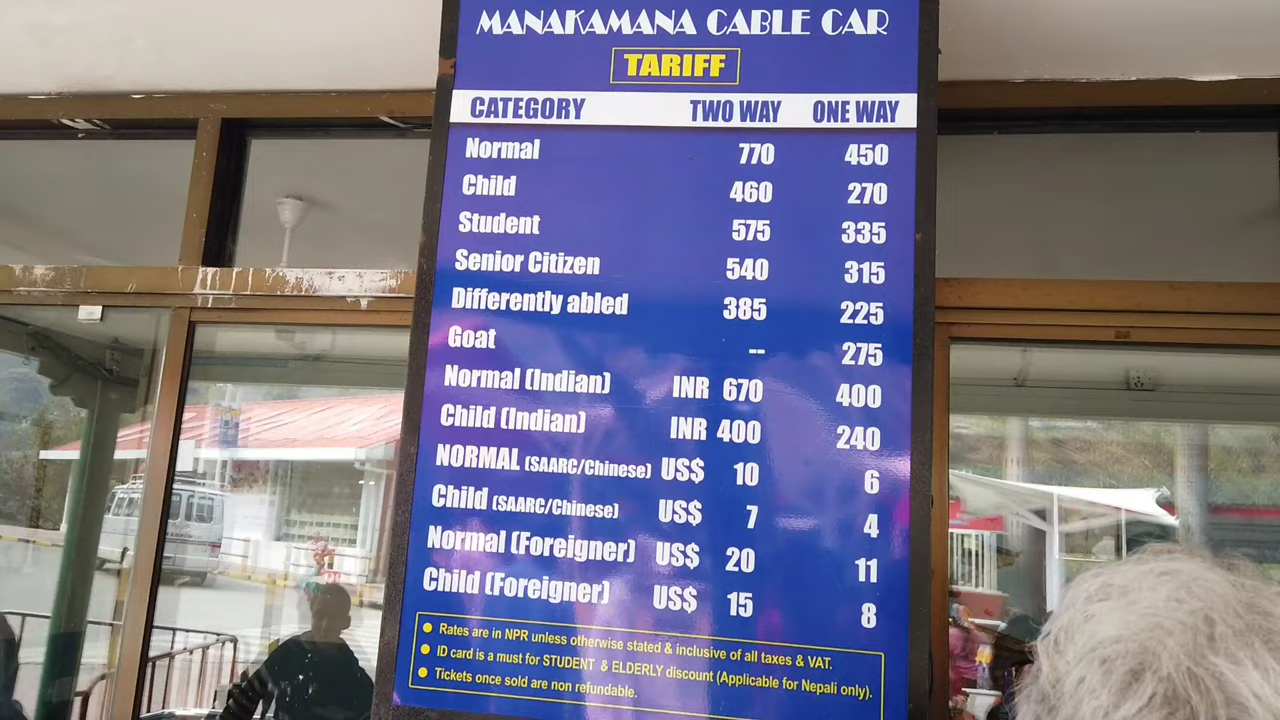 MANAKAMANA CABLE CAR
TARIFF
CATEGORY TWO WAY ONE WAY
Normal 770 450
Child 460 270
Student 575 335
Senior Citizen 540 315
Differently abled 385 225
Goat -- 275
Normal (Indian) INR 670 400
Child (Indian) INR 400 240
NORMAL (SAARC/Chinese) US$ 10 6
Child (SAARC/Chinese) US$ 7 4
Normal (Foreigner) US$ 20 11
Child (Foreigner) US$ 15 8
Rates are in NPR unless otherwise stated & inclusive of all taxes & VAT.
ID card is a must for STUDENT & ELDERLY discount (Applicable for Nepali only).
Tickets once sold are non refundable.